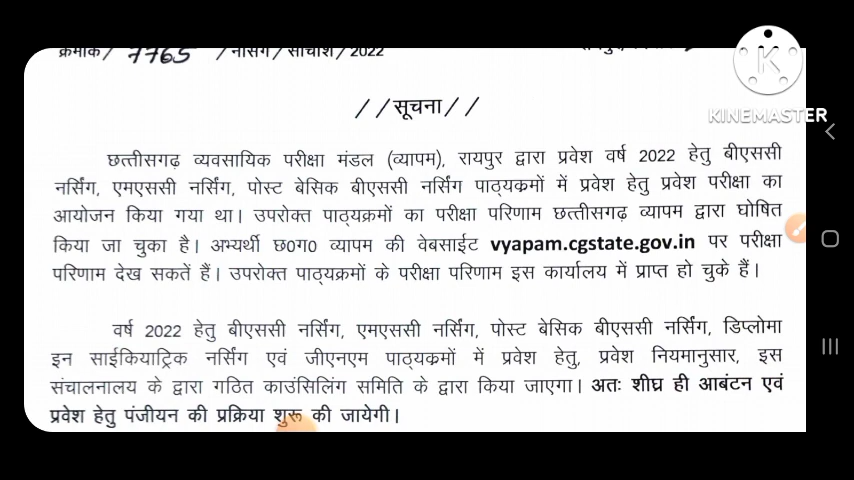 क्रमांक/ 7765 /नर्सिंग/सांचाशि/2022
KINEMASTER
//सूचना//
छत्तीसगढ़ व्यवसायिक परीक्षा मंडल (व्यापम), रायपुर द्वारा प्रवेश वर्ष 2022 हेतु बीएससी
नर्सिंग, एमएससी नर्सिंग, पोस्ट बेसिक बीएससी नर्सिंग पाठ्यक्रमों में प्रवेश हेतु प्रवेश परीक्षा का
आयोजन किया गया था। उपरोक्त पाठ्यक्रमों का परीक्षा परिणाम छत्तीसगढ़ व्यापम द्वारा घोषित
किया जा चुका है। अभ्यर्थी छ0ग0 व्यापम की वेबसाईट vyapam.cgstate.gov.in पर परीक्षा
परिणाम देख सकतें हैं। उपरोक्त पाठ्यक्रमों के परीक्षा परिणाम इस कार्यालय में प्राप्त हो चुके हैं।
वर्ष 2022 हेतु बीएससी नर्सिंग, एमएससी नर्सिंग, पोस्ट बेसिक बीएससी नर्सिंग, डिप्लोमा
इन साईकियाट्रिक नर्सिंग एवं जीएनएम पाठ्यक्रमों में प्रवेश हेतु, प्रवेश नियमानुसार, इस
संचालनालय के द्वारा गठित काउंसिलिंग समिति के द्वारा किया जाएगा। अतः शीघ्र ही आबंटन एवं
प्रवेश हेतु पंजीयन की प्रक्रिया शुरू की जायेगी।